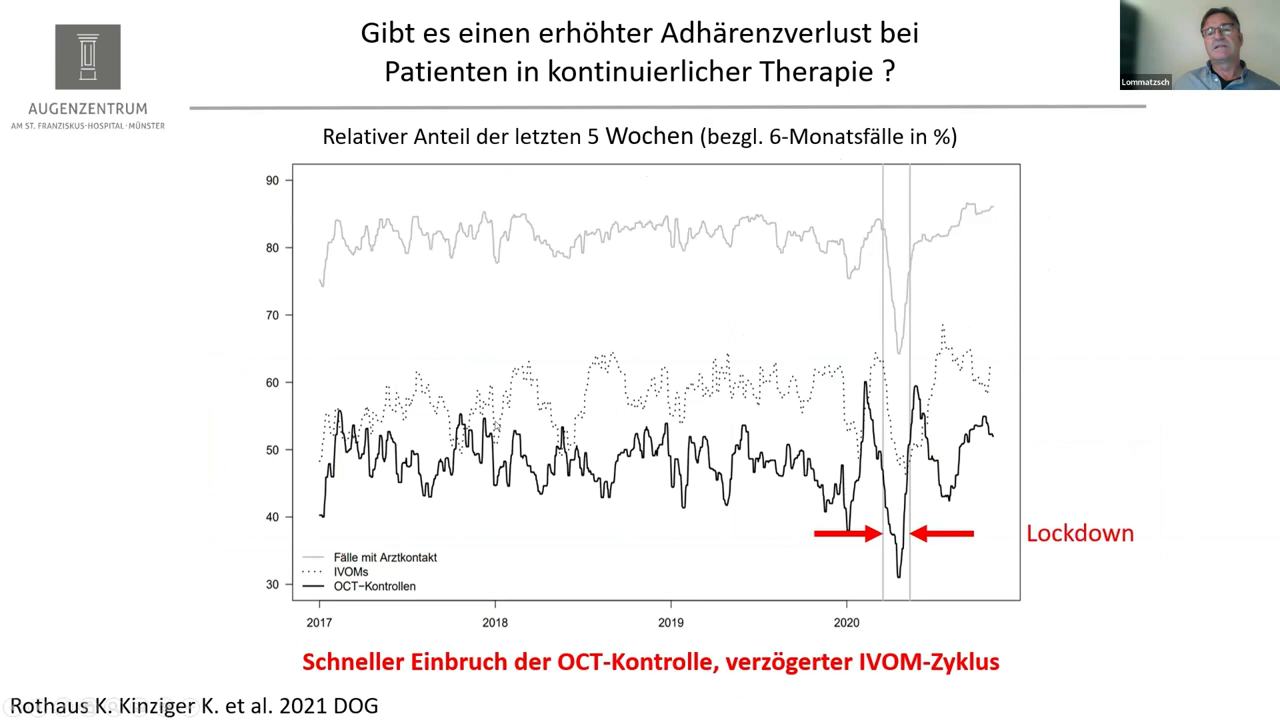 Gibt es einen erhöhter Adhärenzverlust bei
Patienten in kontinuierlicher Therapie ?
Lommatzsch
AUGENZENTRUM
AM ST. FRANZISKUS-HOSPITAL·MÜNSTER
Relativer Anteil der letzten 5 Wochen (bezgl. 6-Monatsfälle in %)
90
80
70
60
50
40
30
Lockdown
Fälle mit Arztkontakt
IVOMs
OCT−Kontrollen
2017 2018 2019 2020
Schneller Einbruch der OCT-Kontrolle, verzögerter IVOM-Zyklus
Rothaus K. Kinziger K. et al. 2021 DOG